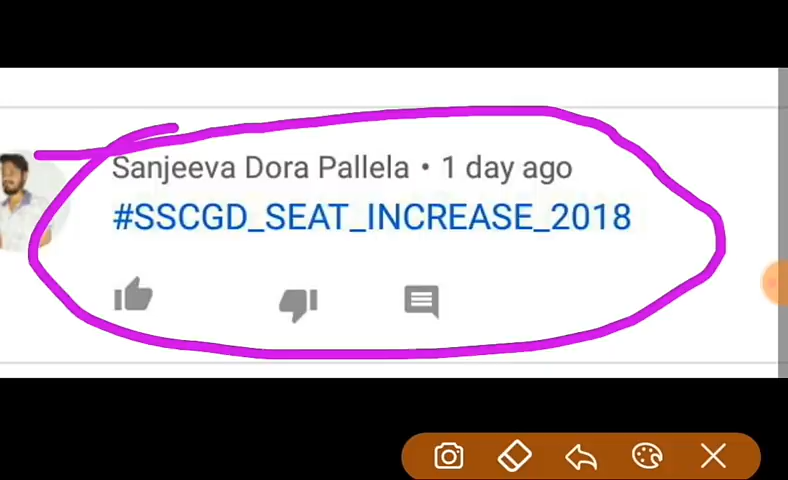 Sanjeeva Dora Pallela • 1 day ago
#SSCGD_SEAT_INCREASE_2018